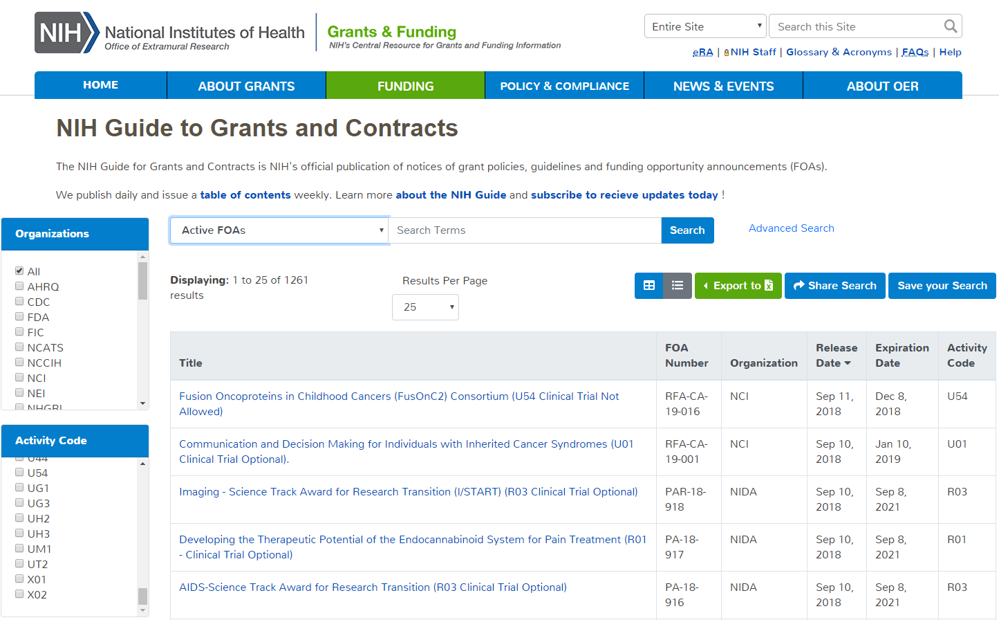 NIH National Institutes of Health
Office of Extramural Research
Grants & Funding
NIH's Central Resource for Grants and Funding Information
Entire Site
Search this Site
eRA | NIH Staff | Glossary & Acronyms | FAQs | Help
HOME
ABOUT GRANTS
FUNDING
POLICY & COMPLIANCE
NEWS & EVENTS
ABOUT OER
NIH Guide to Grants and Contracts
The NIH Guide for Grants and Contracts is NIH's official publication of notices of grant policies, guidelines and funding opportunity announcements (FOAs).
We publish daily and issue a table of contents weekly. Learn more about the NIH Guide and subscribe to recieve updates today !
Organizations
All
AHRQ
CDC
FDA
FIC
NCATS
NCCIH
NCI
NEI
NHGRI
Activity Code
U44
U54
UG1
UG3
UH2
UH3
UM1
UT2
X01
X02
Active FOAs
Search Terms
Search
Advanced Search
Displaying: 1 to 25 of 1261
results
Results Per Page
25
Export to
Share Search
Save your Search
Title
FOA
Number
Organization
Release
Date
Expiration
Date
Activity
Code
Fusion Oncoproteins in Childhood Cancers (FusOnC2) Consortium (U54 Clinical Trial Not
Allowed)
RFA-CA-
19-016
NCI
Sep 11,
2018
Dec 8,
2018
U54
Communication and Decision Making for Individuals with Inherited Cancer Syndromes (U01
Clinical Trial Optional).
RFA-CA-
19-001
NCI
Sep 10,
2018
Jan 10,
2019
U01
Imaging - Science Track Award for Research Transition (I/START) (R03 Clinical Trial Optional)
PAR-18-
918
NIDA
Sep 10,
2018
Sep 8,
2021
R03
Developing the Therapeutic Potential of the Endocannabinoid System for Pain Treatment (R01
- Clinical Trial Optional)
PA-18-
917
NIDA
Sep 10,
2018
Sep 8,
2021
R01
AIDS-Science Track Award for Research Transition (R03 Clinical Trial Optional)
PA-18-
916
NIDA
Sep 10,
2018
Sep 8,
2021
R03